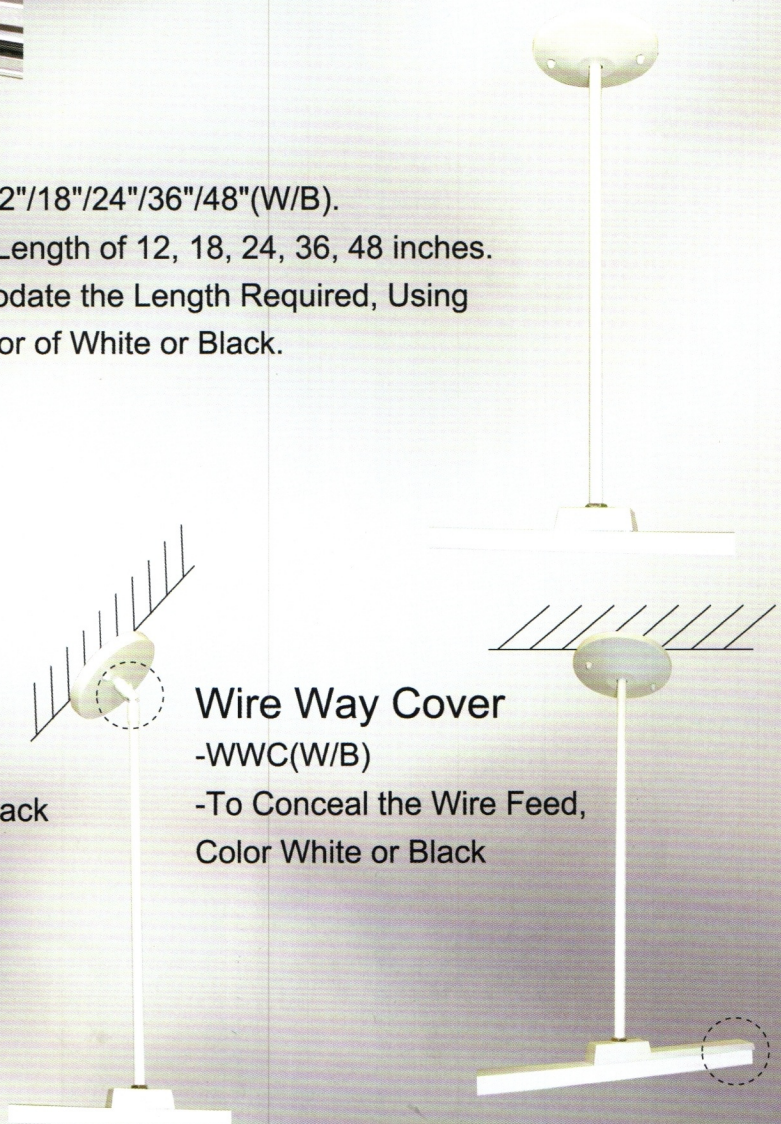 2"/18"/24"/36"/48"(W/B).
Length of 12, 18, 24, 36, 48 inches.
odate the Length Required, Using
or of White or Black.
Wire Way Cover
-WWC(W/B)
-To Conceal the Wire Feed,
Color White or Black
ack